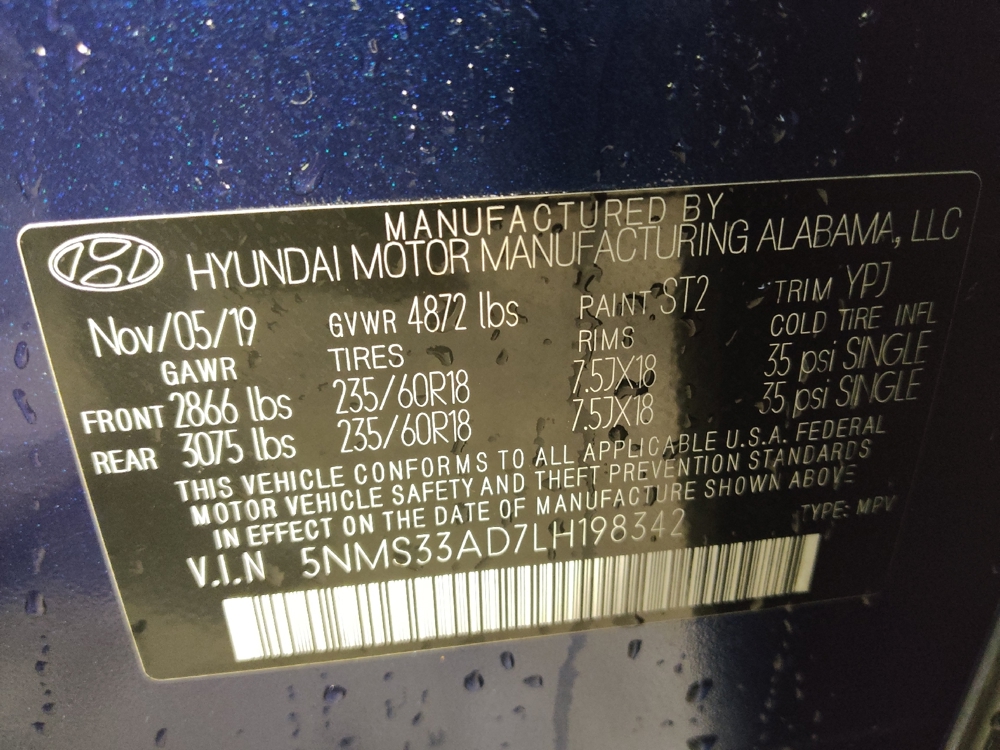 MANUFACTURED BY
HYUNDAI MOTOR MANUFACTURING ALABAMA, LLC
Nov/05/19 GVWR 4872 lbs PAINT ST2 TRIM YPJ
GAWR TIRES RIMS COLD TIRE INFL
FRONT 2866 lbs 235/60R18 7.5JX18 35 psi SINGLE
REAR 3075 lbs 235/60R18 7.5JX18 35 psi SINGLE
THIS VEHICLE CONFORMS TO ALL APPLICABLE U.S.A. FEDERAL
MOTOR VEHICLE SAFETY AND THEFT PREVENTION STANDARDS
IN EFFECT ON THE DATE OF MANUFACTURE SHOWN ABOVE
V.I.N 5NMS33AD7LH198342 TYPE: MPV